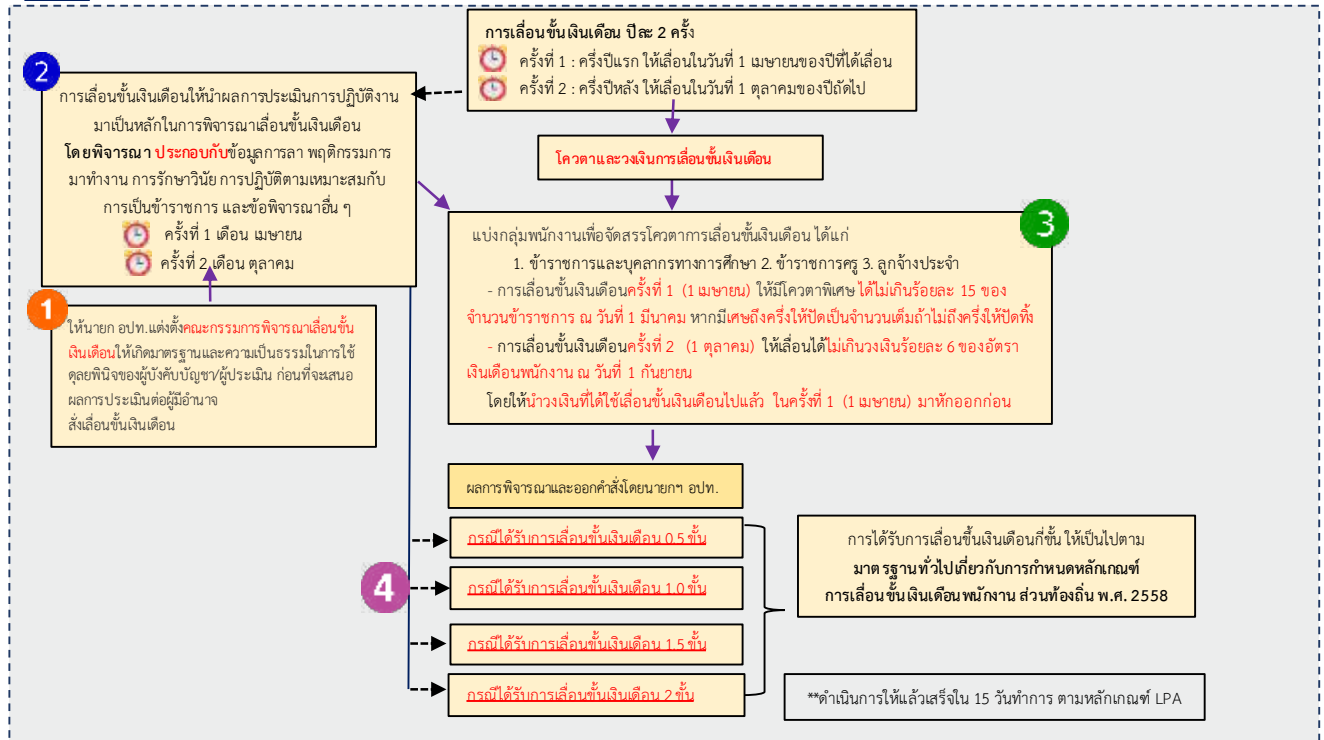 การเลื่อนขั้นเงินเดือน ปีละ 2 ครั้ง
ครั้งที่ 1 : ครึ่งปีแรก ให้เลื่อนในวันที่ 1 เมษายนของปีที่ได้เลื่อน
ครั้งที่ 2 : ครึ่งปีหลัง ให้เลื่อนในวันที่ 1 ตุลาคมของปีถัดไป
2
การเลื่อนขั้นเงินเดือนให้นำผลการประเมินการปฏิบัติงาน
มาเป็นหลักในการพิจารณาเลื่อนขั้นเงินเดือน
โดยพิจารณา ประกอบกับข้อมูลการลา พฤติกรรมการ
มาทำงาน การรักษาวินัย การปฏิบัติตามเหมาะสมกับ
การเป็นข้าราชการ และข้อพิจารณาอื่น ๆ
ครั้งที่ 1 เดือน เมษายน
ครั้งที่ 2 เดือน ตุลาคม
โควตาและวงเงินการเลื่อนขั้นเงินเดือน
1
ให้นายก อปท.แต่งตั้งคณะกรรมการพิจารณาเลื่อนขั้น
เงินเดือนให้เกิดมาตรฐานและความเป็นธรรมในการใช้
ดุลยพินิจของผู้บังคับบัญชา/ผู้ประเมิน ก่อนที่จะเสนอ
ผลการประเมินต่อผู้มีอำนาจ
สั่งเลื่อนขั้นเงินเดือน
3
แบ่งกลุ่มพนักงานเพื่อจัดสรรโควตาการเลื่อนขั้นเงินเดือน ได้แก่
1. ข้าราชการและบุคลากรทางการศึกษา 2. ข้าราชการครู 3. ลูกจ้างประจำ
- การเลื่อนขั้นเงินเดือนครั้งที่ 1 (1 เมษายน) ให้มีโควตาพิเศษ ได้ไม่เกินร้อยละ 15 ของ
จำนวนข้าราชการ ณ วันที่ 1 มีนาคม หากมีเศษถึงครึ่งให้ปัดเป็นจำนวนเต็มถ้าไม่ถึงครึ่งให้ปัดทิ้ง
- การเลื่อนขั้นเงินเดือนครั้งที่ 2 (1 ตุลาคม) ให้เลื่อนได้ไม่เกินวงเงินร้อยละ 6 ของอัตรา
เงินเดือนพนักงาน ณ วันที่ 1 กันยายน
โดยให้นำวงเงินที่ได้ใช้เลื่อนขั้นเงินเดือนไปแล้ว ในครั้งที่ 1 (1 เมษายน) มาหักออกก่อน
ผลการพิจารณาและออกคำสั่งโดยนายกฯ อปท.
4
กรณีได้รับการเลื่อนขั้นเงินเดือน 0.5 ขั้น
กรณีได้รับการเลื่อนขั้นเงินเดือน 1.0 ขั้น
กรณีได้รับการเลื่อนขั้นเงินเดือน 1.5 ขั้น
กรณีได้รับการเลื่อนขั้นเงินเดือน 2 ขั้น
การได้รับการเลื่อนขึ้นเงินเดือนกี่ขั้น ให้เป็นไปตาม
มาตรฐานทั่วไปเกี่ยวกับการกำหนดหลักเกณฑ์
การเลื่อนขั้นเงินเดือนพนักงาน ส่วนท้องถิ่น พ.ศ. 2558
**ดำเนินการให้แล้วเสร็จใน 15 วันทำการ ตามหลักเกณฑ์ LPA